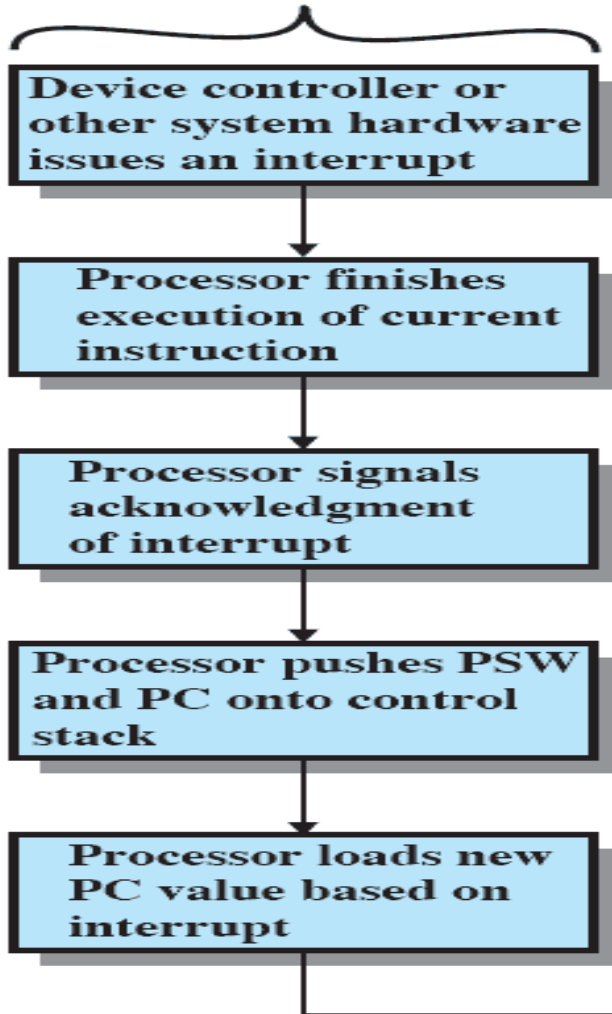 Device controller or
other system hardware
issues an interrupt
Processor finishes
execution of current
instruction
Processor signals
acknowledgment
of interrupt
Processor pushes PSW
and PC onto control
stack
Processor loads new
PC value based on
interrupt